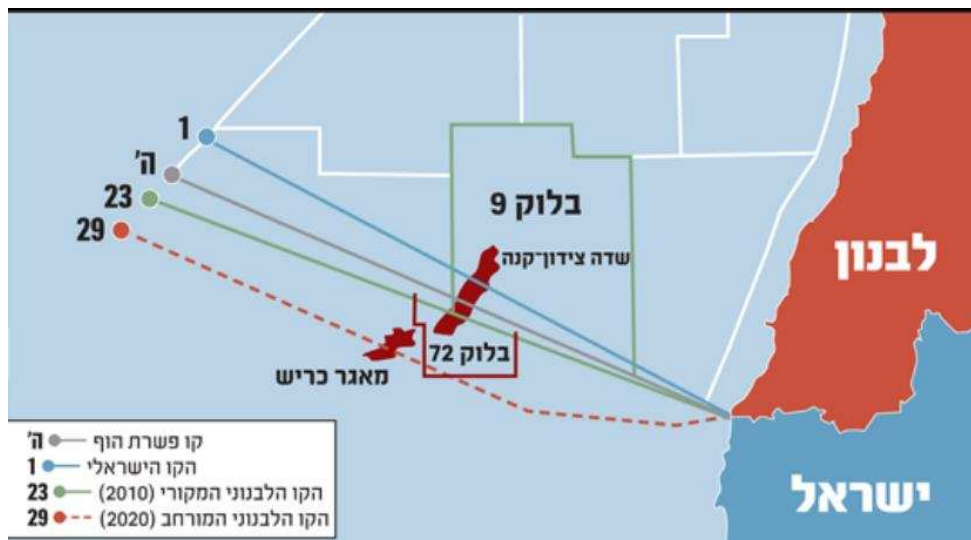 1
ה'
23
29
בלוק 9
שדה צידון-קנה
בלוק 72
מאגר כריש
לבנון
ישראל
ה' קו פשרת הוף
1 הקו הישראלי
23 הקו הלבנוני המקורי (2010)
29 הקו הלבנוני המורחב (2020)